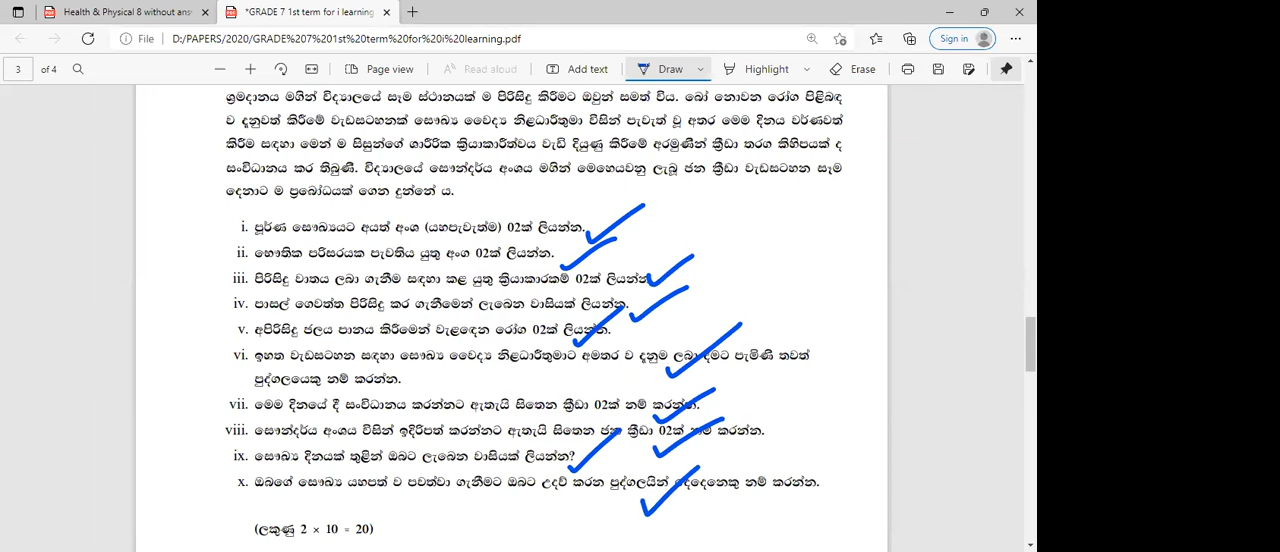 Health & Physical 8 without ans
*GRADE 7 1st term for i learning
File D:/PAPERS/2020/GRADE%207%201st%20term%20for%20i%20learning.pdf Sign in
3 of 4 Page view Read aloud Add text Draw Highlight Erase
ශ්‍රමදානය මගින් විද්‍යාලයේ සෑම ස්ථානයක් ම පිරිසිදු කිරීමට ඔවුන් සමත් විය. බෝ නොවන රෝග පිළිබඳ
ව දැනුවත් කිරීමේ වැඩසටහනක් සෞඛ්‍ය වෛද්‍ය නිළධාරීතුමා විසින් පැවැත් වූ අතර මෙම දිනය වර්ණවත්
කිරීම සඳහා මෙන් ම සිසුන්ගේ ශාරීරික ක්‍රියාකාරීත්වය වැඩි දියුණු කිරීමේ අරමුණින් ක්‍රීඩා තරග කිහිපයක් ද
සංවිධානය කර තිබුණි. විද්‍යාලයේ සෞන්දර්ය අංශය මගින් මෙහෙයවනු ලැබූ ජන ක්‍රීඩා වැඩසටහන සෑම
දෙනාට ම ප්‍රබෝධයක් ගෙන දුන්නේ ය.
i. පූර්ණ සෞඛ්‍යයට අයත් අංශ (යහපැවැත්ම) 02ක් ලියන්න.
ii. භෞතික පරිසරයක පැවතිය යුතු අංග 02ක් ලියන්න.
iii. පිරිසිදු වාතය ලබා ගැනීම සඳහා කළ යුතු ක්‍රියාකාරකම් 02ක් ලියන්න.
iv. පාසල් ගෙවත්ත පිරිසිදු කර ගැනීමෙන් ලැබෙන වාසියක් ලියන්න.
v. අපිරිසිදු ජලය පානය කිරීමෙන් වැළඳෙන රෝග 02ක් ලියන්න.
vi. ඉහත වැඩසටහන සඳහා සෞඛ්‍ය වෛද්‍ය නිළධාරීතුමාට අමතර ව දැනුම ලබා දීමට පැමිණි තවත්
පුද්ගලයෙකු නම් කරන්න.
vii. මෙම දිනයේ දී සංවිධානය කරන්නට ඇතැයි සිතෙන ක්‍රීඩා 02ක් නම් කරන්න.
viii. සෞන්දර්ය අංශය විසින් ඉදිරිපත් කරන්නට ඇතැයි සිතෙන ජන ක්‍රීඩා 02ක් නම් කරන්න.
ix. සෞඛ්‍ය දිනයක් තුළින් ඔබට ලැබෙන වාසියක් ලියන්න?
x. ඔබගේ සෞඛ්‍ය යහපත් ව පවත්වා ගැනීමට ඔබට උදව් කරන පුද්ගලයින් දෙදෙනෙකු නම් කරන්න.
(ලකුණු 2 × 10 = 20)